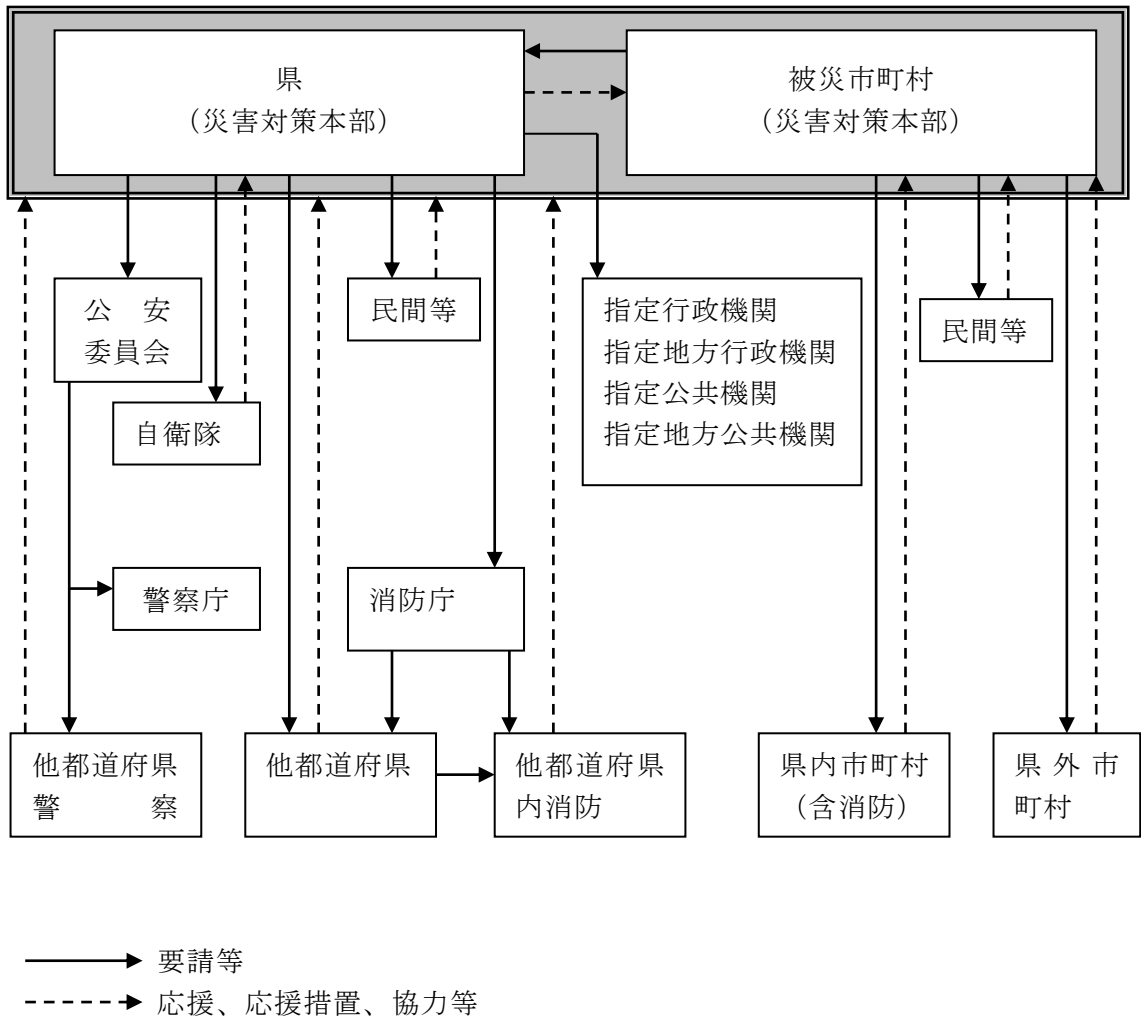 県
（災害対策本部）
被災市町村
（災害対策本部）
公　安
委員会
自衛隊
民間等
指定行政機関
指定地方行政機関
指定公共機関
指定地方公共機関
民間等
警察庁
消防庁
他都道府県
警　　　察
他都道府県
他都道府県
内消防
県内市町村
（含消防）
県 外 市
町村
要請等
応援、応援措置、協力等